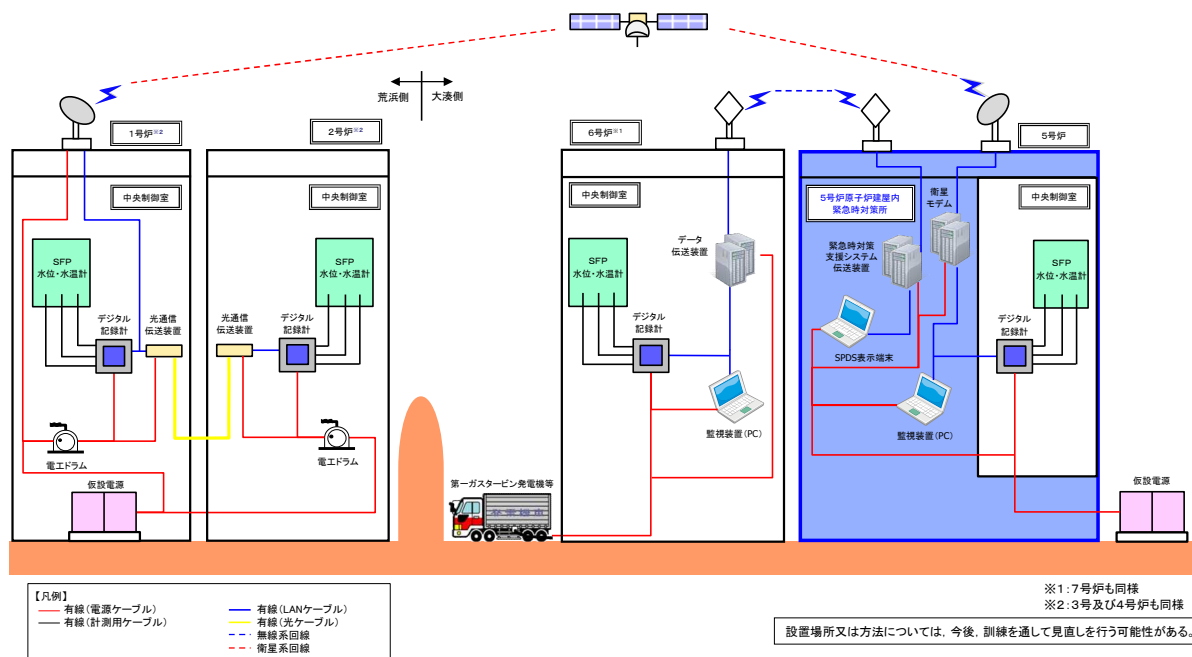 荒浜側
大湊側
1号炉※2
2号炉※2
6号炉※1
5号炉
中央制御室
中央制御室
中央制御室
5号炉原子炉建屋内
緊急時対策所
衛星
モデム
中央制御室
SFP
水位・水温計
SFP
水位・水温計
SFP
水位・水温計
SFP
水位・水温計
データ
伝送装置
緊急時対策
支援システム
伝送装置
デジタル
記録計
光通信
伝送装置
光通信
伝送装置
デジタル
記録計
デジタル
記録計
デジタル
記録計
SPDS表示端末
監視装置(PC)
監視装置(PC)
電工ドラム
電工ドラム
仮設電源
第一ガスタービン発電機等
仮設電源
【凡例】
有線(電源ケーブル)
有線(計測用ケーブル)
有線(LANケーブル)
有線(光ケーブル)
無線系回線
衛星系回線
※1:7号炉も同様
※2:3号及び4号炉も同様
設置場所又は方法については,今後,訓練を通して見直しを行う可能性がある。